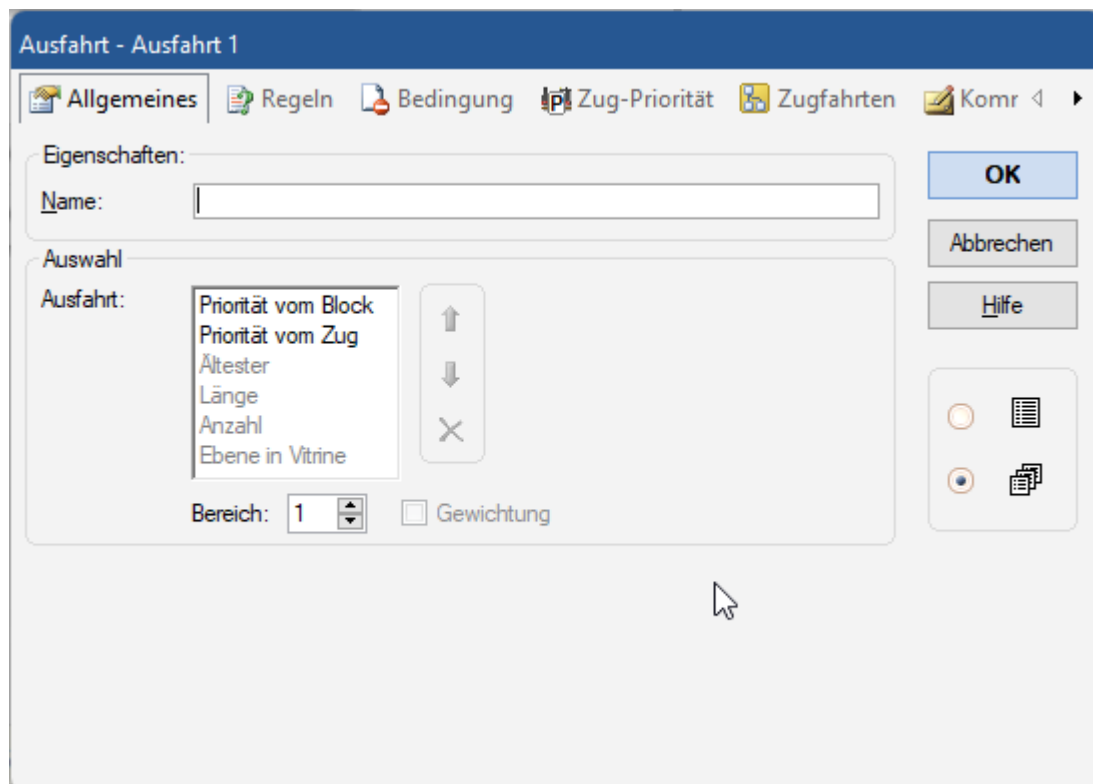 Ausfahrt - Ausfahrt 1
Allgemeines Regeln Bedingung Zug-Priorität Zugfahrten Komr
Eigenschaften:
Name:
OK
Abbrechen
Hilfe
Auswahl
Ausfahrt:
Priorität vom Block
Priorität vom Zug
Ältester
Länge
Anzahl
Ebene in Vitrine
Bereich: 1 Gewichtung